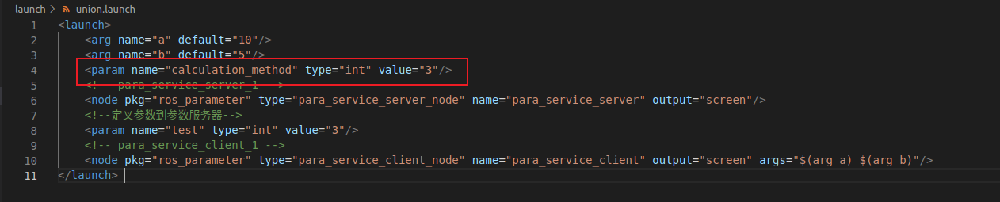 launch > union.launch
1 <launch>
2 <arg name="a" default="10"/>
3 <arg name="b" default="5"/>
4 <param name="calculation_method" type="int" value="3"/>
5 <!-- para_service_server_1 -->
6 <node pkg="ros_parameter" type="para_service_server_node" name="para_service_server" output="screen"/>
7 <!--定义参数到参数服务器-->
8 <param name="test" type="int" value="3"/>
9 <!-- para_service_client_1 -->
10 <node pkg="ros_parameter" type="para_service_client_node" name="para_service_client" output="screen" args="$(arg a) $(arg b)"/>
11 </launch>